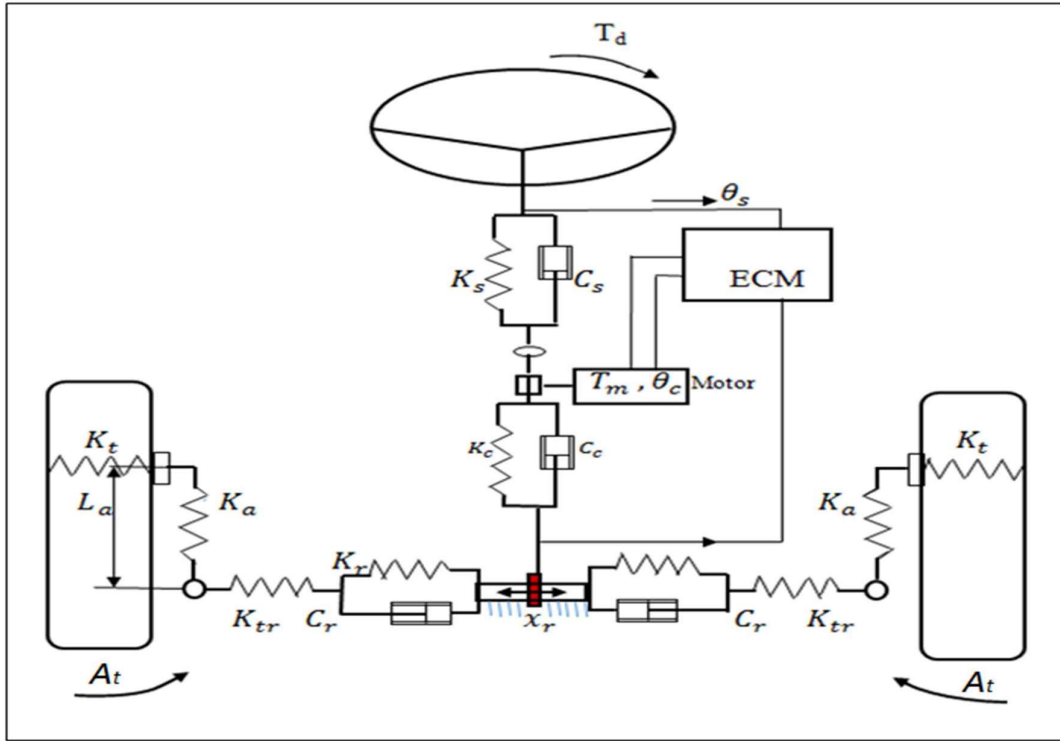 T_d
θ_s
K_s
C_s
ECM
T_m , θ_c Motor
K_t
K_t
K_c
C_c
L_a
K_a
K_a
K_r
K_tr
C_r
x_r
C_r
K_tr
A_t
A_t